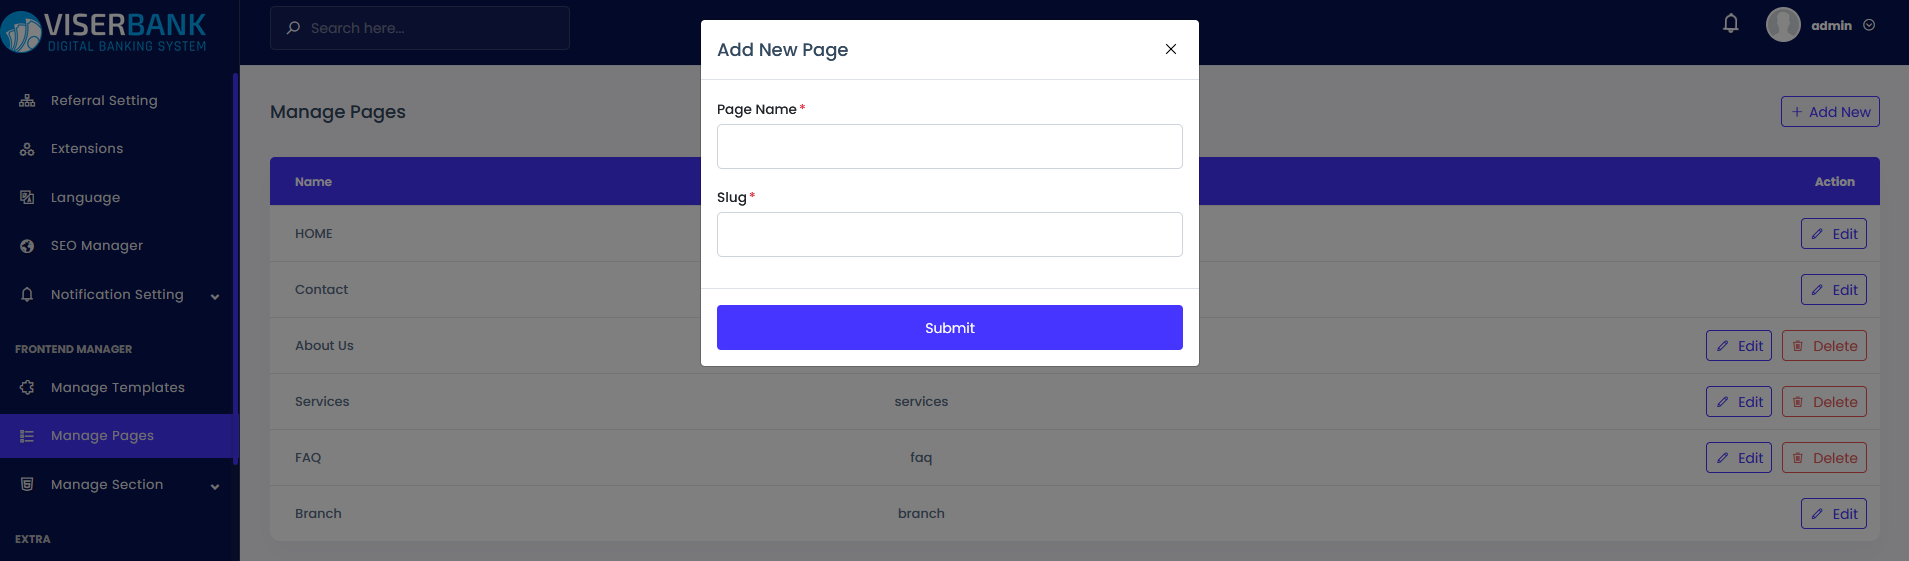 VISERBANK
DIGITAL BANKING SYSTEM
Search here...
admin
Referral Setting
Extensions
Language
SEO Manager
Notification Setting
FRONTEND MANAGER
Manage Templates
Manage Pages
Manage Section
EXTRA
Manage Pages
+ Add New
Name
Action
HOME
Edit
Contact
Edit
About Us
Edit
Delete
Services
services
Edit
Delete
FAQ
faq
Edit
Delete
Branch
branch
Edit
Add New Page
Page Name *
Slug *
Submit